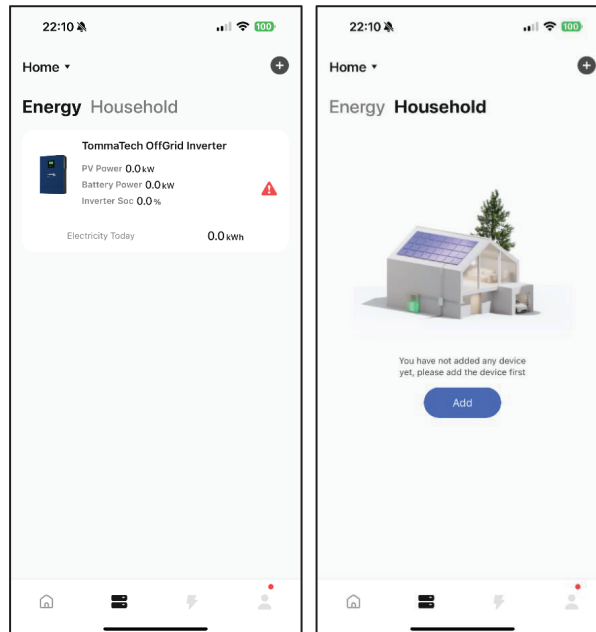 22:10
100
Home
Energy Household
TommaTech OffGrid Inverter
PV Power 0.0 kW
Battery Power 0.0 kW
Inverter Soc 0.0 %
Electricity Today 0.0 kWh
22:10
100
Home
Energy Household
You have not added any device
yet, please add the device first
Add